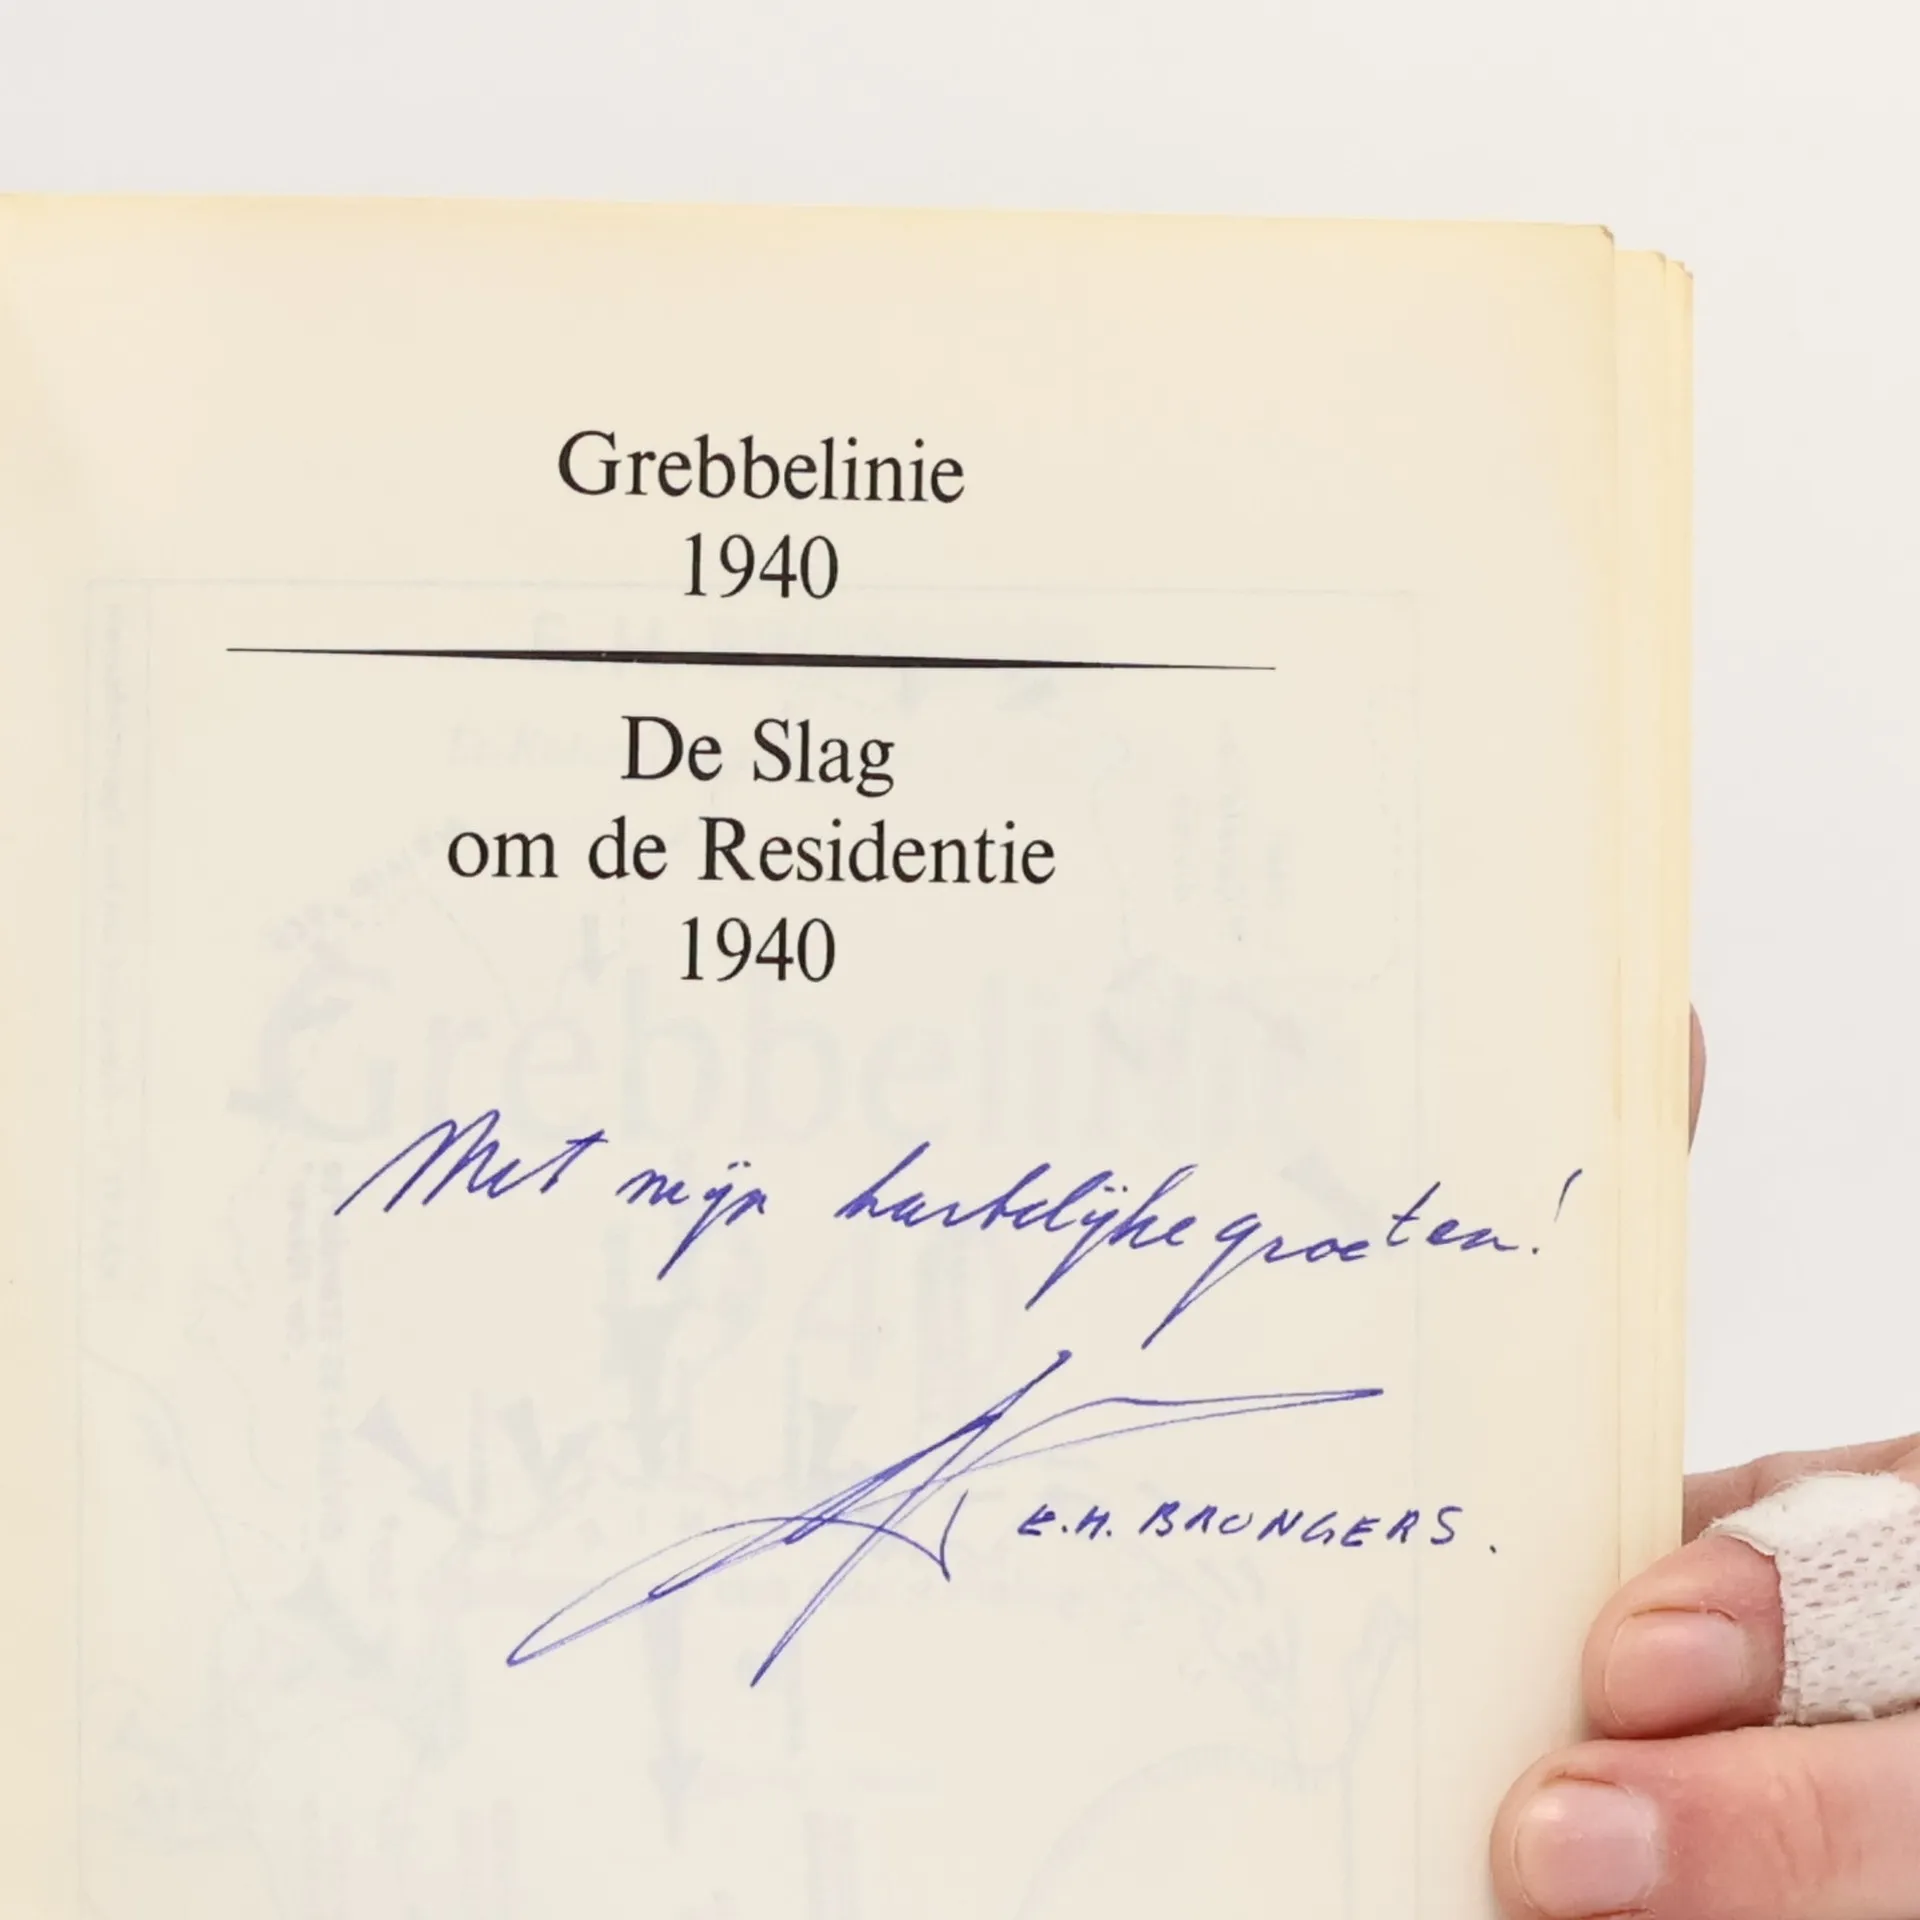 Grebbelinie
1940
De Slag
om de Residentie
1940
Met mijn hartelijke groeten!
E.H. BRONGERS.